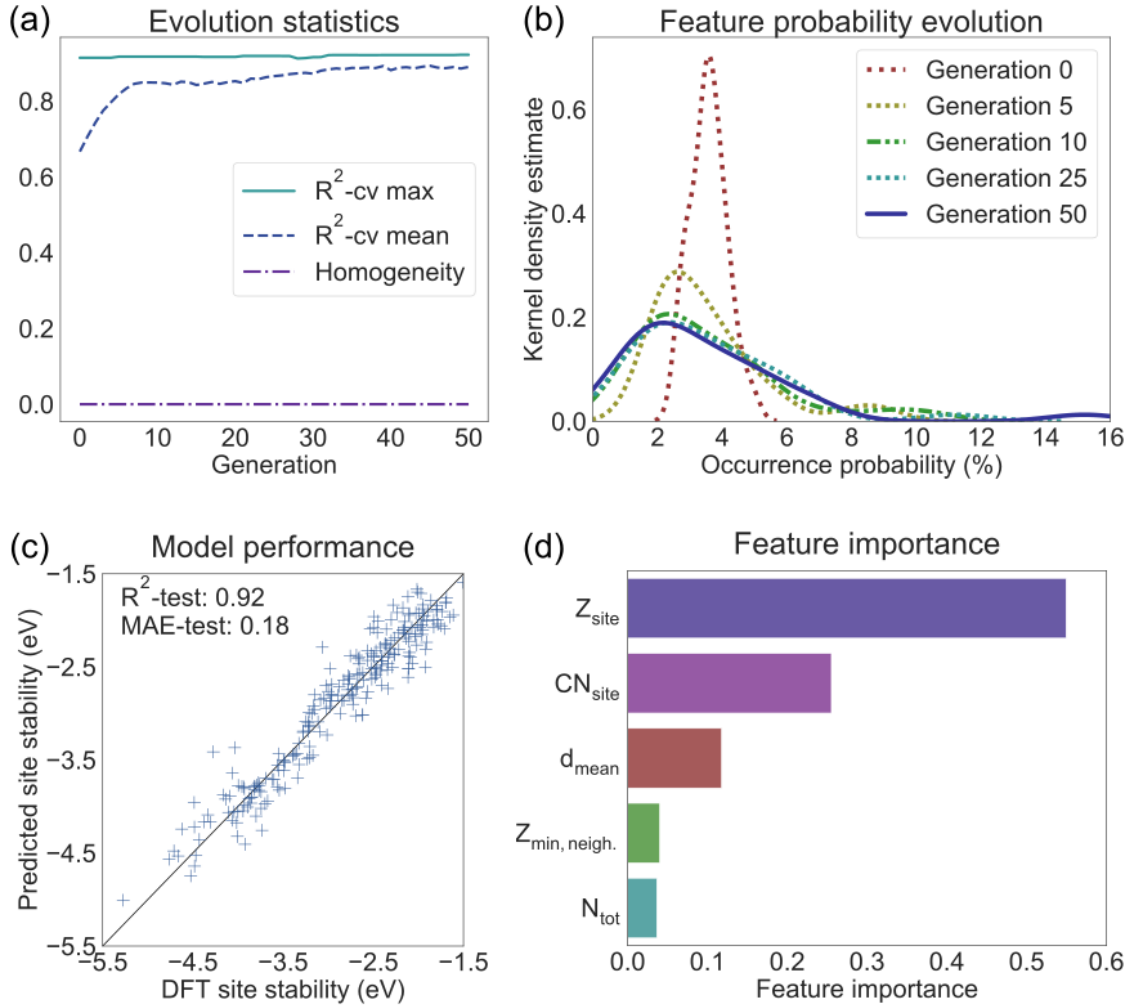 (a) Evolution statistics
0.8
0.6
0.4
0.2
0.0
R²-cv max
R²-cv mean
Homogeneity
0 10 20 30 40 50
Generation
(b) Feature probability evolution
Kernel density estimate
0.6
0.4
0.2
0.0
Generation 0
Generation 5
Generation 10
Generation 25
Generation 50
0 2 4 6 8 10 12 14 16
Occurrence probability (%)
(c) Model performance
Predicted site stability (eV)
−1.5
−2.5
−3.5
−4.5
−5.5
R²-test: 0.92
MAE-test: 0.18
−5.5 −4.5 −3.5 −2.5 −1.5
DFT site stability (eV)
(d) Feature importance
Z_site
CN_site
d_mean
Z_min, neigh.
N_tot
0.0 0.1 0.2 0.3 0.4 0.5 0.6
Feature importance